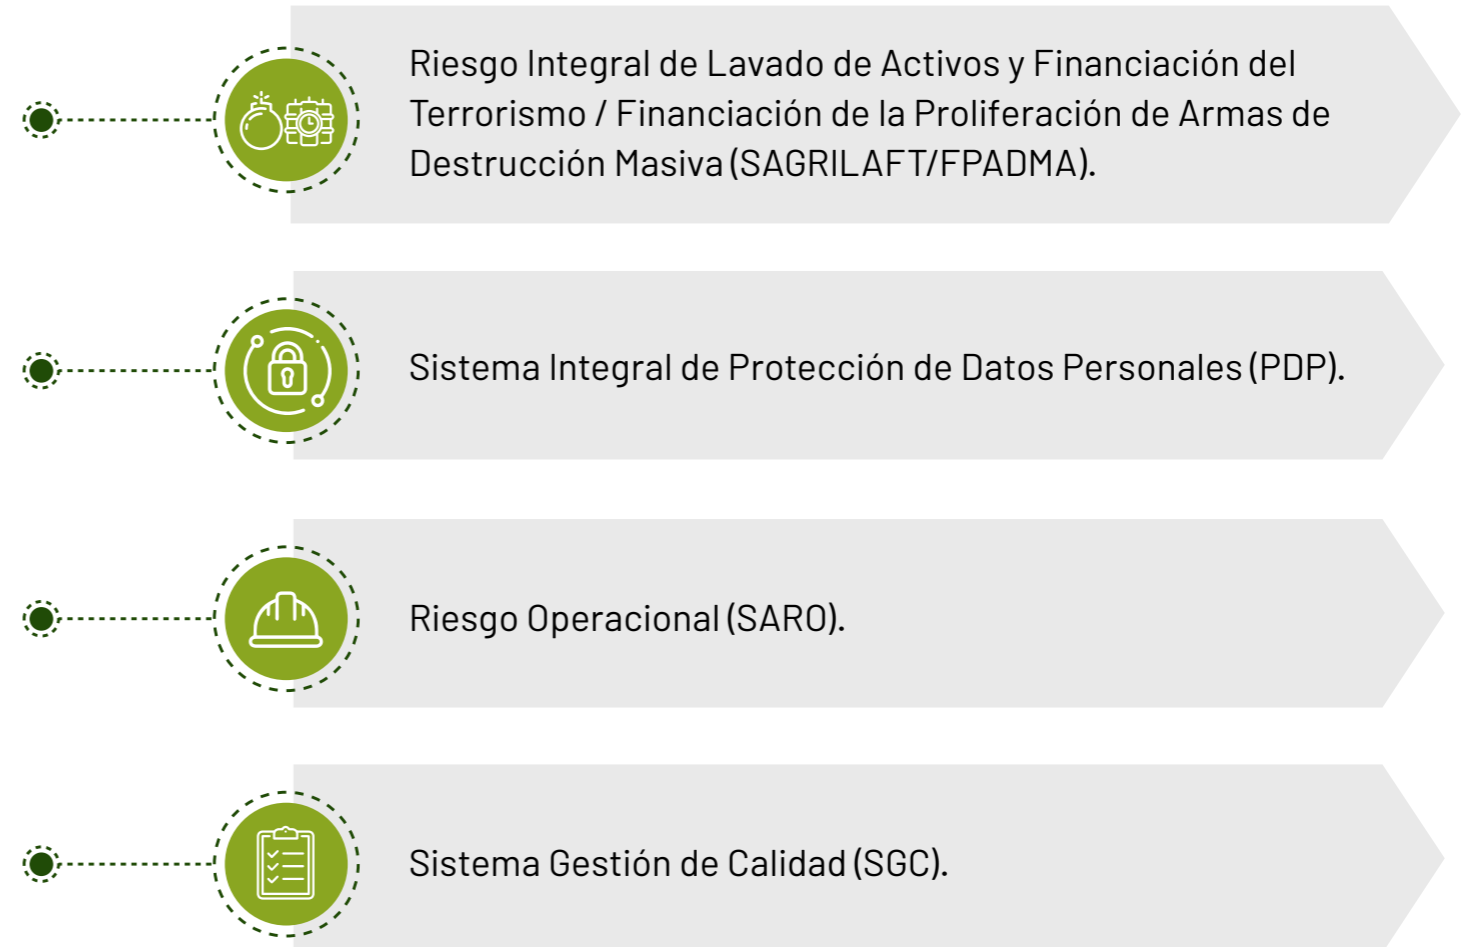 Riesgo Integral de Lavado de Activos y Financiación del
Terrorismo / Financiación de la Proliferación de Armas de
Destrucción Masiva (SAGRILAFT/FPADMA).
Sistema Integral de Protección de Datos Personales (PDP).
Riesgo Operacional (SARO).
Sistema Gestión de Calidad (SGC).